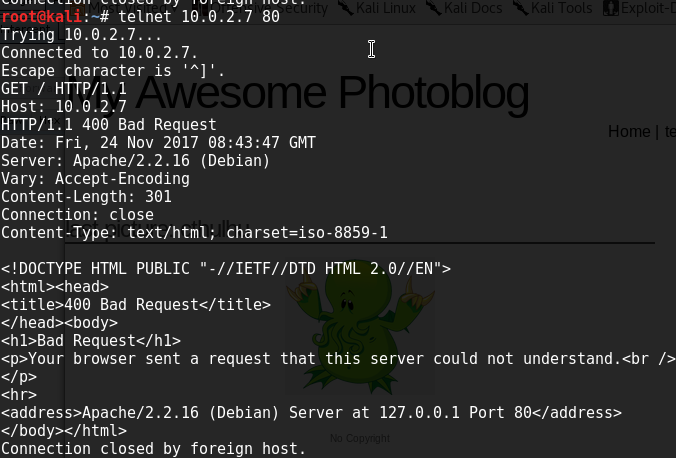 Connection closed by foreign host.
Kali Linux Kali Docs Kali Tools Exploit-D
root@kali:~# telnet 10.0.2.7 80
Trying 10.0.2.7...
Connected to 10.0.2.7.
Escape character is '^]'.
My Awesome Photoblog
GET / HTTP/1.1
Host: 10.0.2.7
HTTP/1.1 400 Bad Request
Home | te
Date: Fri, 24 Nov 2017 08:43:47 GMT
Server: Apache/2.2.16 (Debian)
Vary: Accept-Encoding
Content-Length: 301
Connection: close
Content-Type: text/html; charset=iso-8859-1
<!DOCTYPE HTML PUBLIC "-//IETF//DTD HTML 2.0//EN">
<html><head>
<title>400 Bad Request</title>
</head><body>
<h1>Bad Request</h1>
<p>Your browser sent a request that this server could not understand.<br />
</p>
<hr>
<address>Apache/2.2.16 (Debian) Server at 127.0.0.1 Port 80</address>
</body></html>
No Copyright
Connection closed by foreign host.